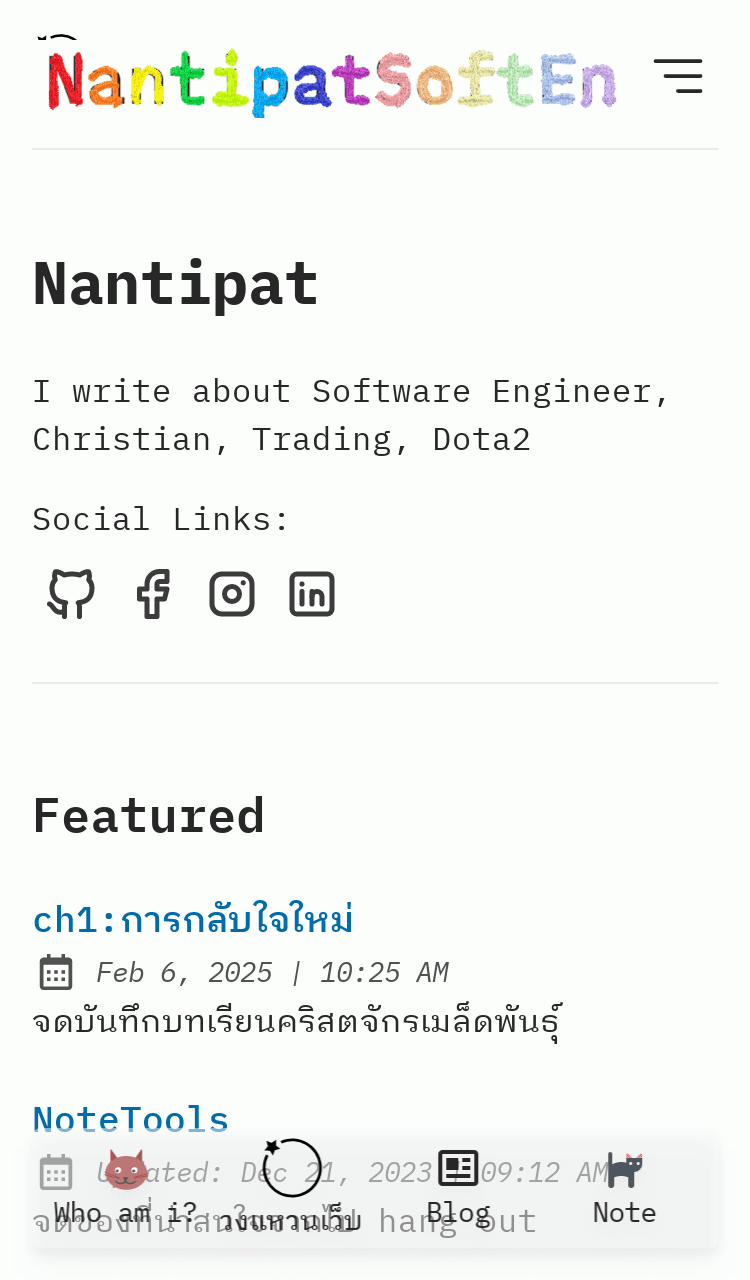 NantipatSoftEn
Nantipat
I write about Software Engineer,
Christian, Trading, Dota2
Social Links:
Featured
ch1:การกลับใจใหม่
Feb 6, 2025 | 10:25 AM
จดบันทึกบทเรียนคริสตจักรเมล็ดพันธุ์
NoteTools
Updated: Dec 21, 2023 | 09:12 AM
hang out
Who am i? วงแหวนเว็บ Blog Note